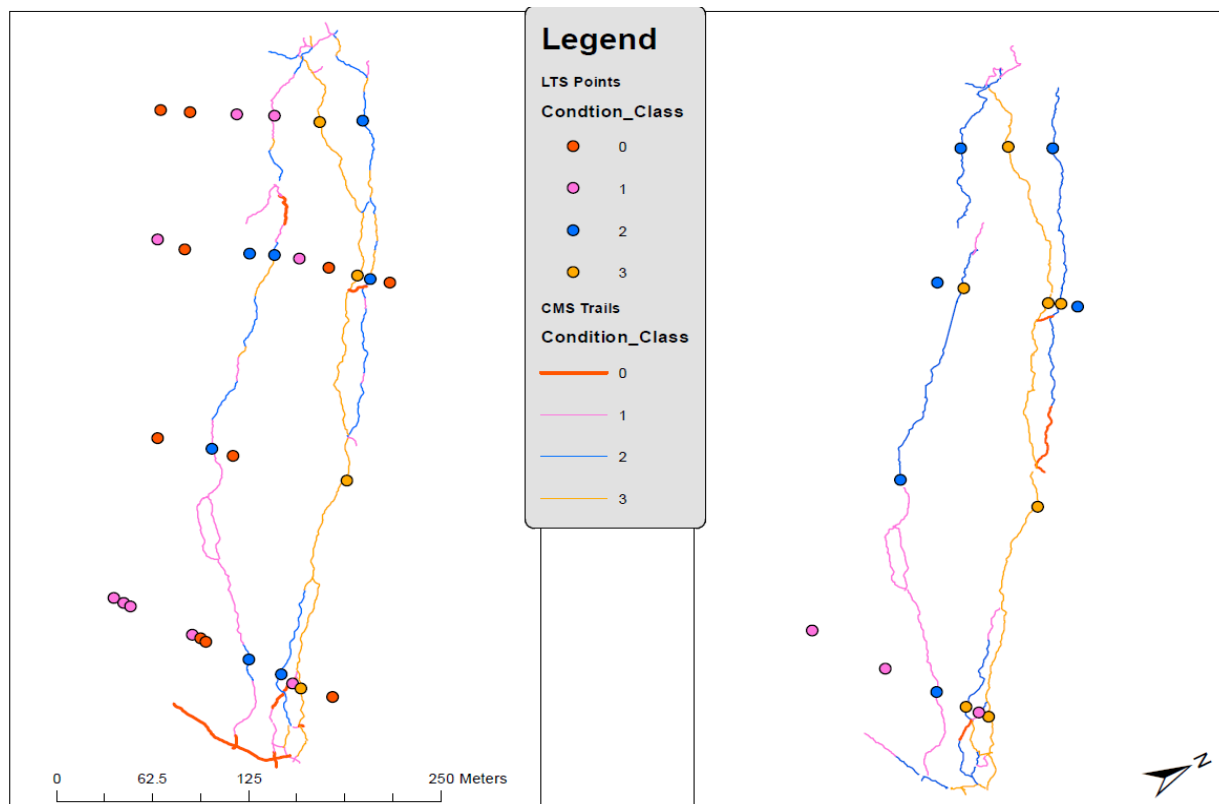 Legend
LTS Points
Condtion_Class
0
1
2
3
CMS Trails
Condition_Class
0
1
2
3
0 62.5 125 250 Meters
N